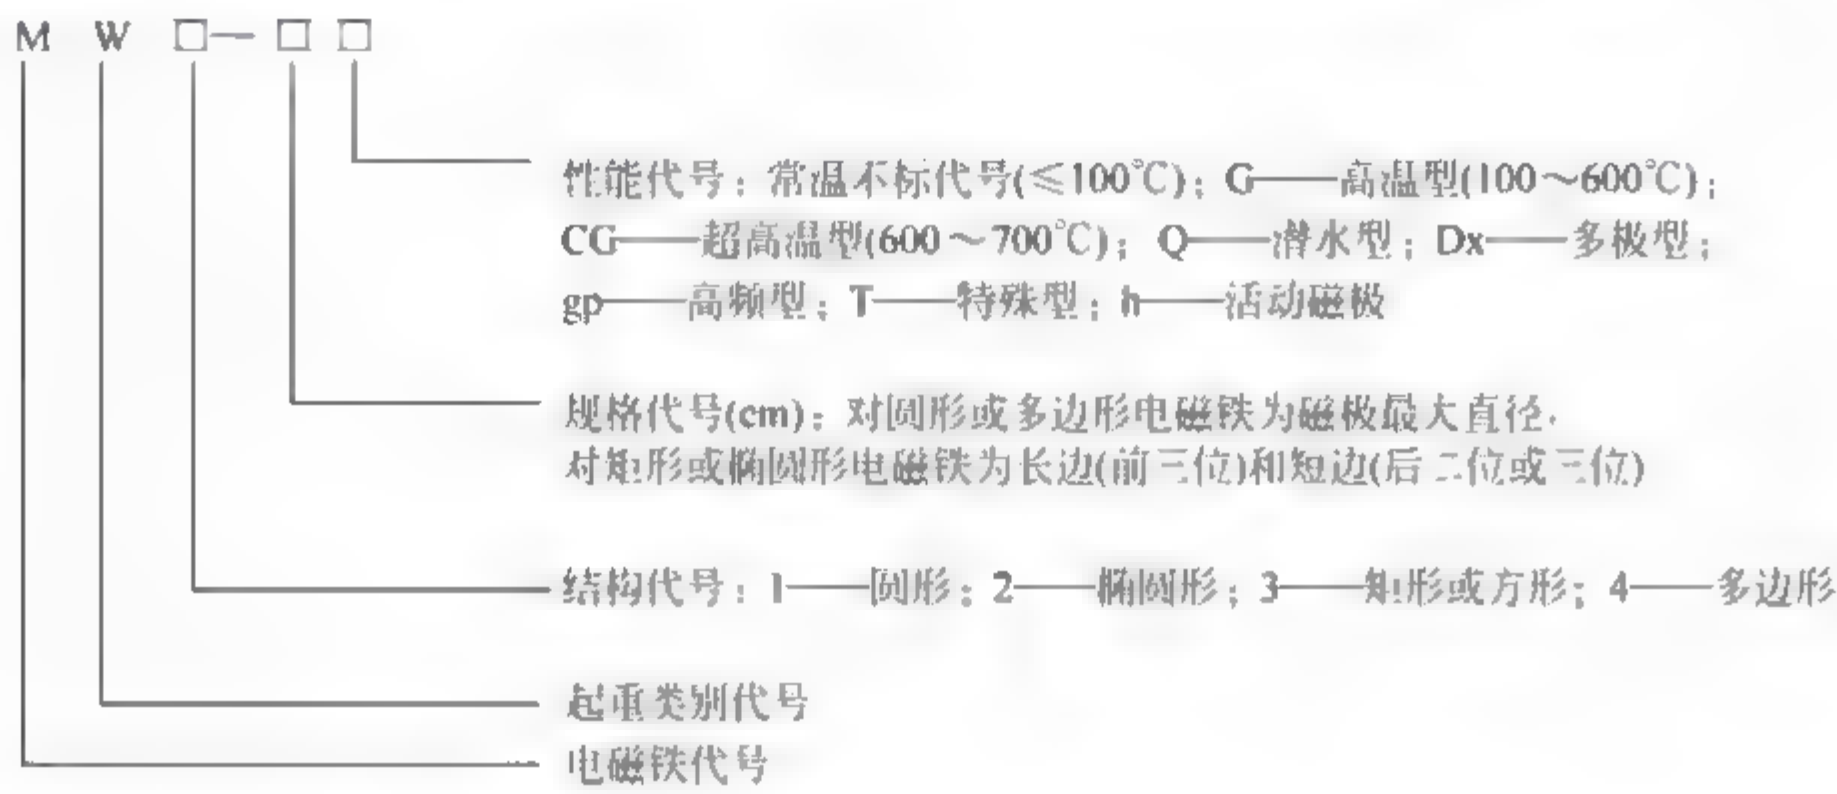 M W □—□ □
性能代号：常温不标代号(≤100℃)；G——高温型(100～600℃)；
CG——超高温型(600～700℃)；Q——潜水型；Dx——多极型；
gp——高频型；T——特殊型；h——活动磁极
规格代号(cm)：对圆形或多边形电磁铁为磁极最大直径，
对矩形或椭圆形电磁铁为长边(前三位)和短边(后二位或三位)
结构代号：1——圆形；2——椭圆形；3——矩形或方形；4——多边形
起重类别代号
电磁铁代号